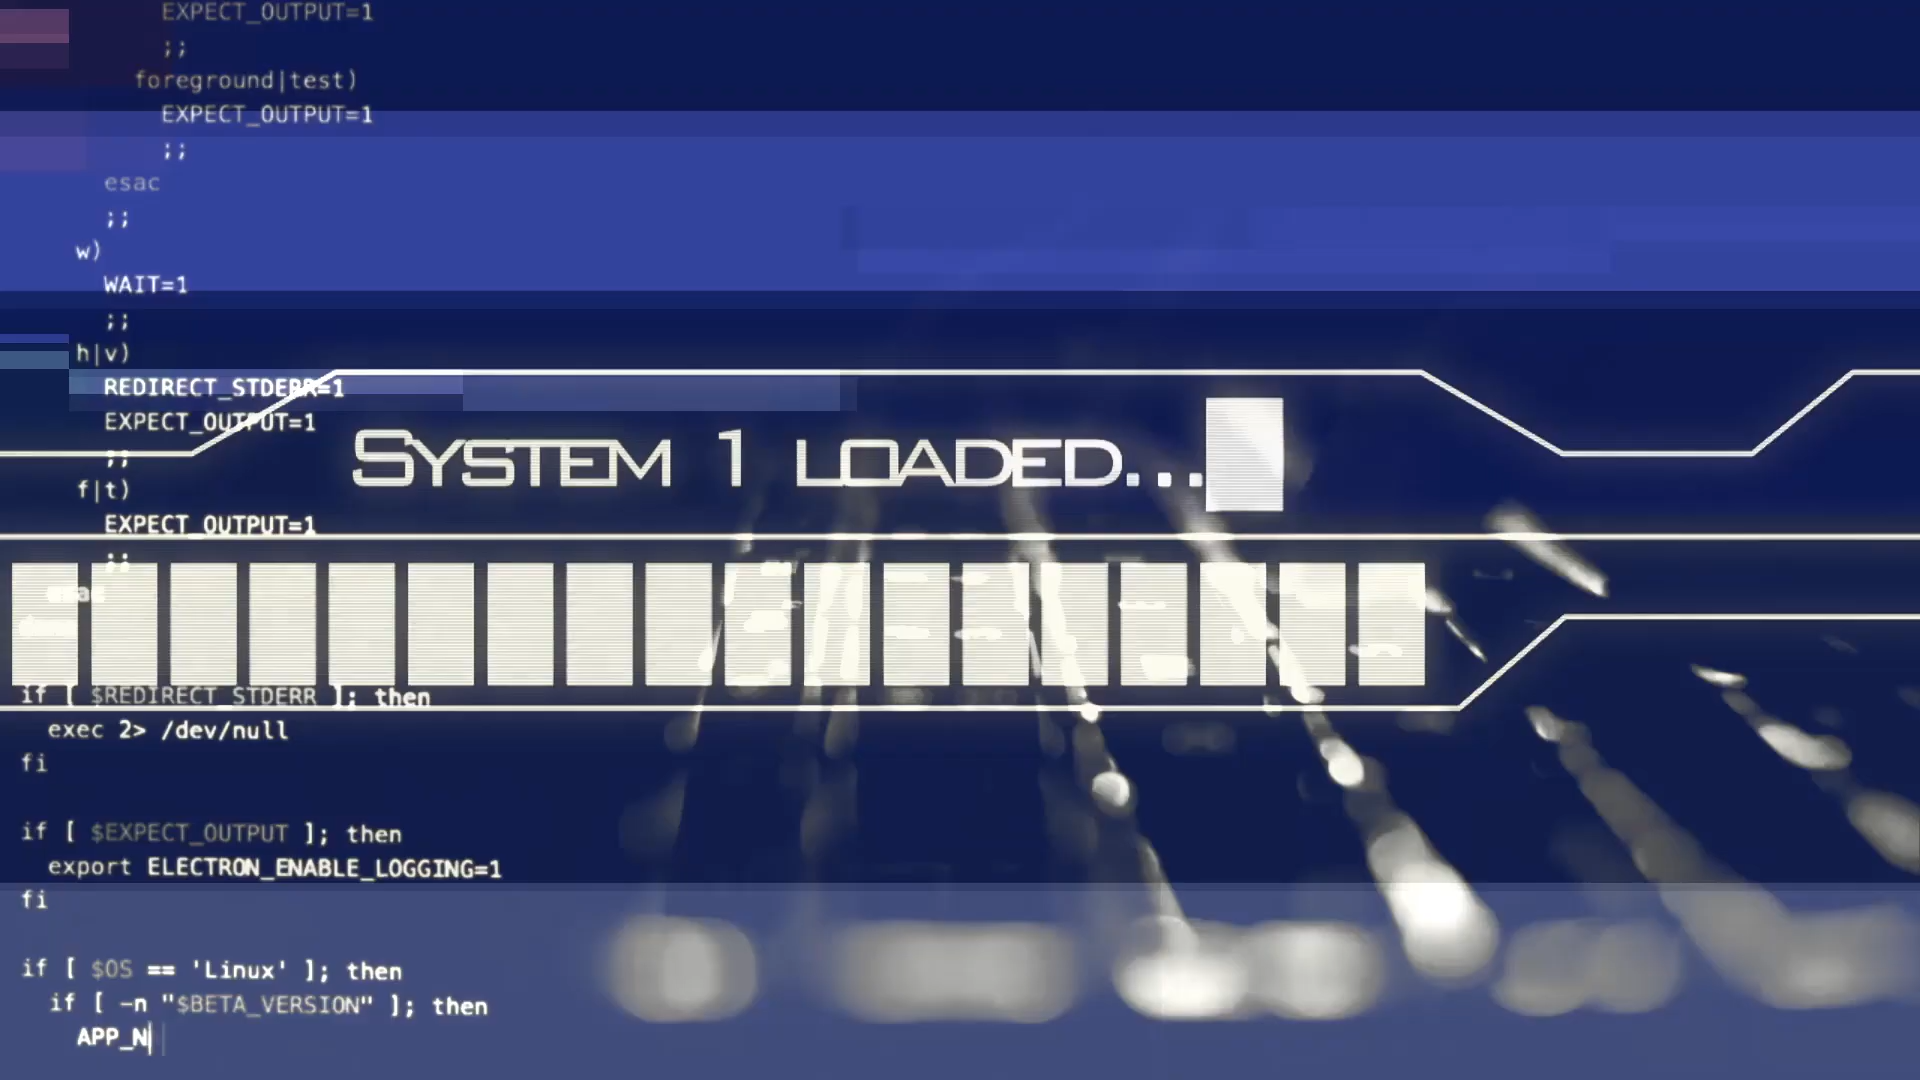 EXPECT_OUTPUT=1
;;
foreground|test)
EXPECT_OUTPUT=1
;;
esac
;;
w)
WAIT=1
;;
h|v)
REDIRECT_STDERR=1
EXPECT_OUTPUT=1
;;
f|t)
EXPECT_OUTPUT=1
;;
esac
done
System 1 loaded...
if [ $REDIRECT_STDERR ]; then
exec 2> /dev/null
fi
if [ $EXPECT_OUTPUT ]; then
export ELECTRON_ENABLE_LOGGING=1
fi
if [ $OS == 'Linux' ]; then
if [ -n "$BETA_VERSION" ]; then
APP_N